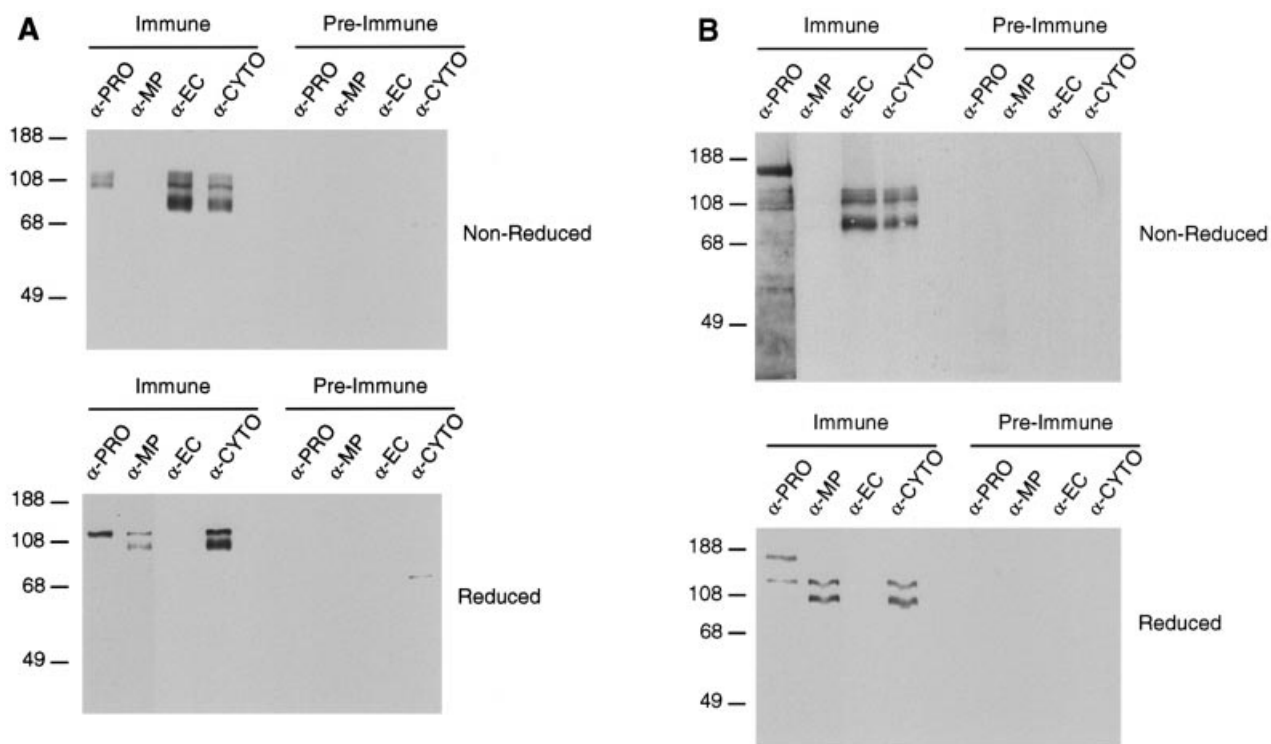 A
Immune Pre-Immune
α-PRO α-MP α-EC α-CYTO α-PRO α-MP α-EC α-CYTO
188
108
68
49
Non-Reduced
Immune Pre-Immune
α-PRO α-MP α-EC α-CYTO α-PRO α-MP α-EC α-CYTO
188
108
68
49
Reduced
B
Immune Pre-Immune
α-PRO α-MP α-EC α-CYTO α-PRO α-MP α-EC α-CYTO
188
108
68
49
Non-Reduced
Immune Pre-Immune
α-PRO α-MP α-EC α-CYTO α-PRO α-MP α-EC α-CYTO
188
108
68
49
Reduced